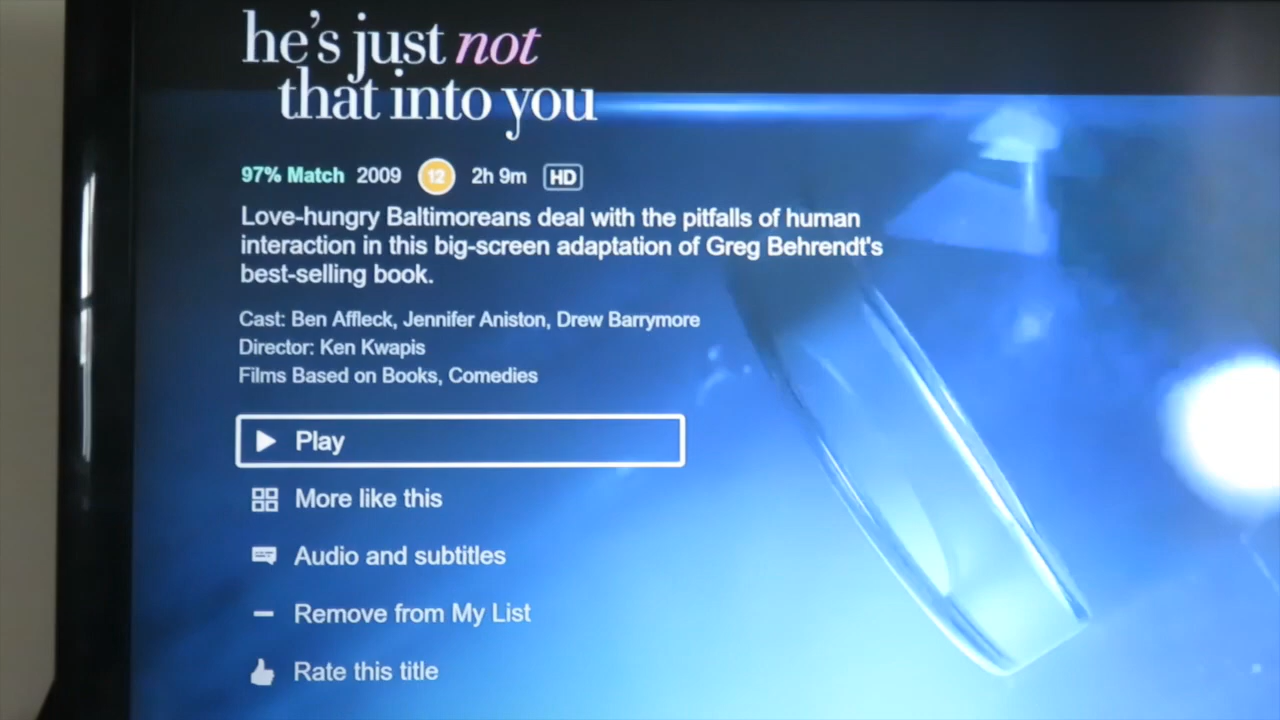 he's just not
that into you
97% Match 2009 12 2h 9m HD
Love-hungry Baltimoreans deal with the pitfalls of human
interaction in this big-screen adaptation of Greg Behrendt's
best-selling book.
Cast: Ben Affleck, Jennifer Aniston, Drew Barrymore
Director: Ken Kwapis
Films Based on Books, Comedies
Play
More like this
Audio and subtitles
Remove from My List
Rate this title